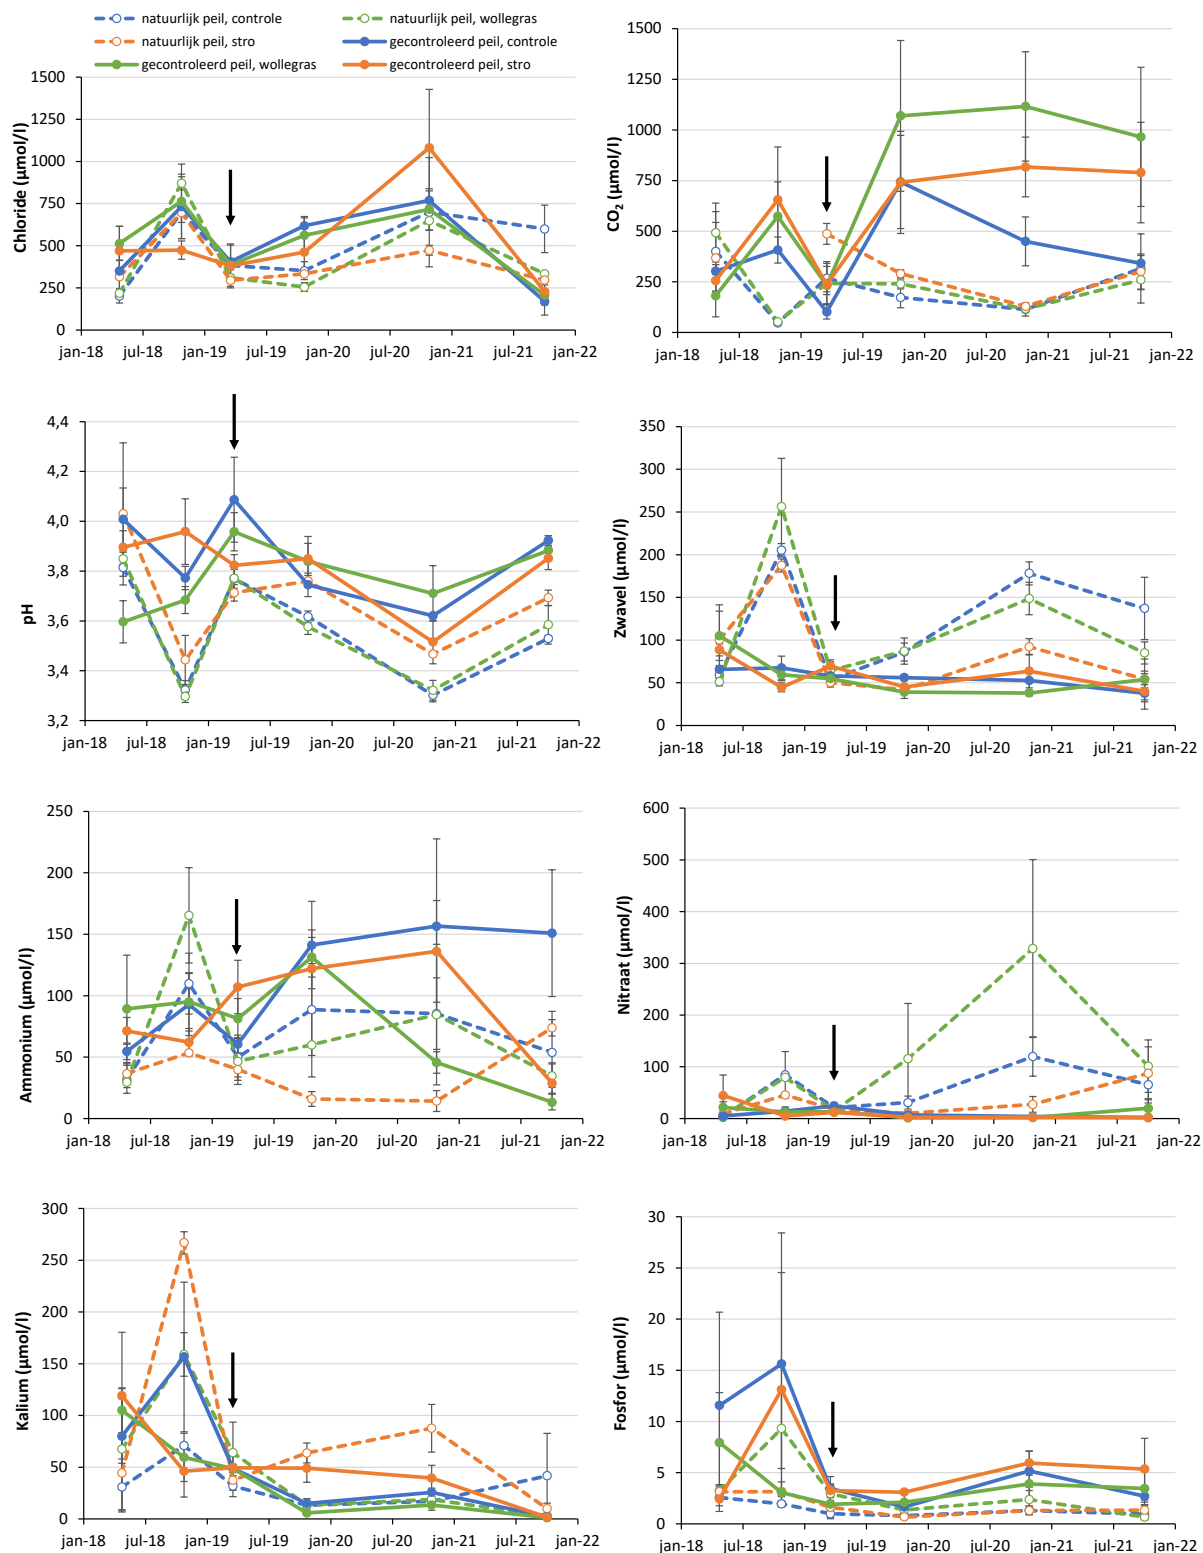 natuurlijk peil, controle
natuurlijk peil, wollegras
natuurlijk peil, stro
gecontroleerd peil, controle
gecontroleerd peil, wollegras
gecontroleerd peil, stro
Chloride (µmol/l)
1500
1250
1000
750
500
250
0
jan-18 jul-18 jan-19 jul-19 jan-20 jul-20 jan-21 jul-21 jan-22
CO2 (µmol/l)
1500
1250
1000
750
500
250
0
jan-18 jul-18 jan-19 jul-19 jan-20 jul-20 jan-21 jul-21 jan-22
pH
4,4
4,2
4,0
3,8
3,6
3,4
3,2
jan-18 jul-18 jan-19 jul-19 jan-20 jul-20 jan-21 jul-21 jan-22
Zwavel (µmol/l)
350
300
250
200
150
100
50
0
jan-18 jul-18 jan-19 jul-19 jan-20 jul-20 jan-21 jul-21 jan-22
Ammonium (µmol/l)
250
200
150
100
50
0
jan-18 jul-18 jan-19 jul-19 jan-20 jul-20 jan-21 jul-21 jan-22
Nitraat (µmol/l)
600
500
400
300
200
100
0
jan-18 jul-18 jan-19 jul-19 jan-20 jul-20 jan-21 jul-21 jan-22
Kalium (µmol/l)
300
250
200
150
100
50
0
jan-18 jul-18 jan-19 jul-19 jan-20 jul-20 jan-21 jul-21 jan-22
Fosfor (µmol/l)
30
25
20
15
10
5
0
jan-18 jul-18 jan-19 jul-19 jan-20 jul-20 jan-21 jul-21 jan-22